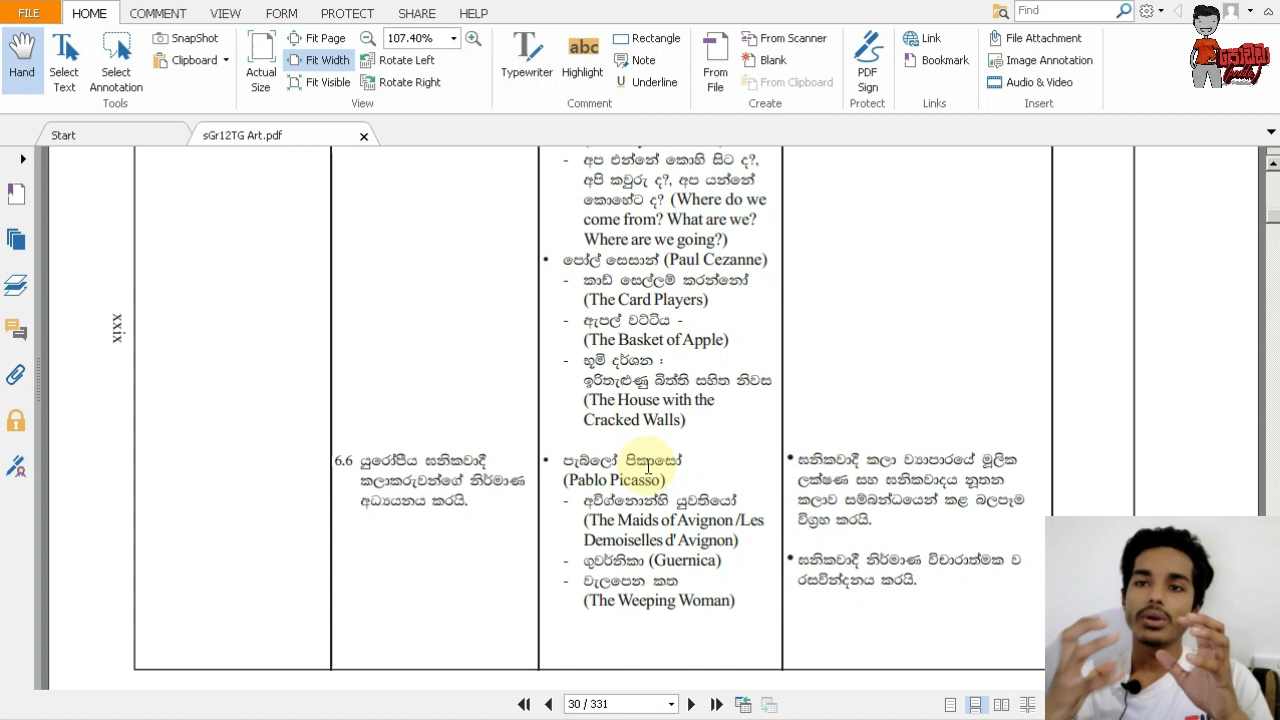 FILE HOME COMMENT VIEW FORM PROTECT SHARE HELP Find
SnapShot Fit Page 107.40% Rectangle From Scanner Link File Attachment
Clipboard Fit Width Rotate Left Note Blank Bookmark Image Annotation
Hand Select Text Select Annotation Actual Size Fit Visible Rotate Right Typewriter Highlight Underline From File From Clipboard PDF Sign Audio & Video
Tools View Comment Create Protect Links Insert
Start sGr12TG Art.pdf
- අප එන්නේ කොහි සිට ද?,
අපි කවුරු ද?, අප යන්නේ
කොහේට ද? (Where do we
come from? What are we?
Where are we going?)
• පෝල් සෙසාන් (Paul Cezanne)
- කාඩ් සෙල්ලම් කරන්නෝ
(The Card Players)
- ඇපල් වට්ටිය -
(The Basket of Apple)
- භූමි දර්ශන :
ඉරිතැළුණු බිත්ති සහිත නිවස
(The House with the
Cracked Walls)
xxix
6.6 යුරෝපීය ඝනිකවාදී
කලාකරුවන්ගේ නිර්මාණ
අධ්‍යයනය කරයි.
• පැබ්ලෝ පිකාසෝ
(Pablo Picasso)
- අවිග්නොන්හි යුවතියෝ
(The Maids of Avignon /Les
Demoiselles d' Avignon)
- ගුවර්නිකා (Guernica)
- වැලපෙන කත
(The Weeping Woman)
• ඝනිකවාදී කලා ව්‍යාපාරයේ මූලික
ලක්ෂණ සහ ඝනිකවාදය නූතන
කලාව සම්බන්ධයෙන් කළ බලපෑම
විග්‍රහ කරයි.
• ඝනිකවාදී නිර්මාණ විචාරාත්මක ව
රසවින්දනය කරයි.
30 / 331